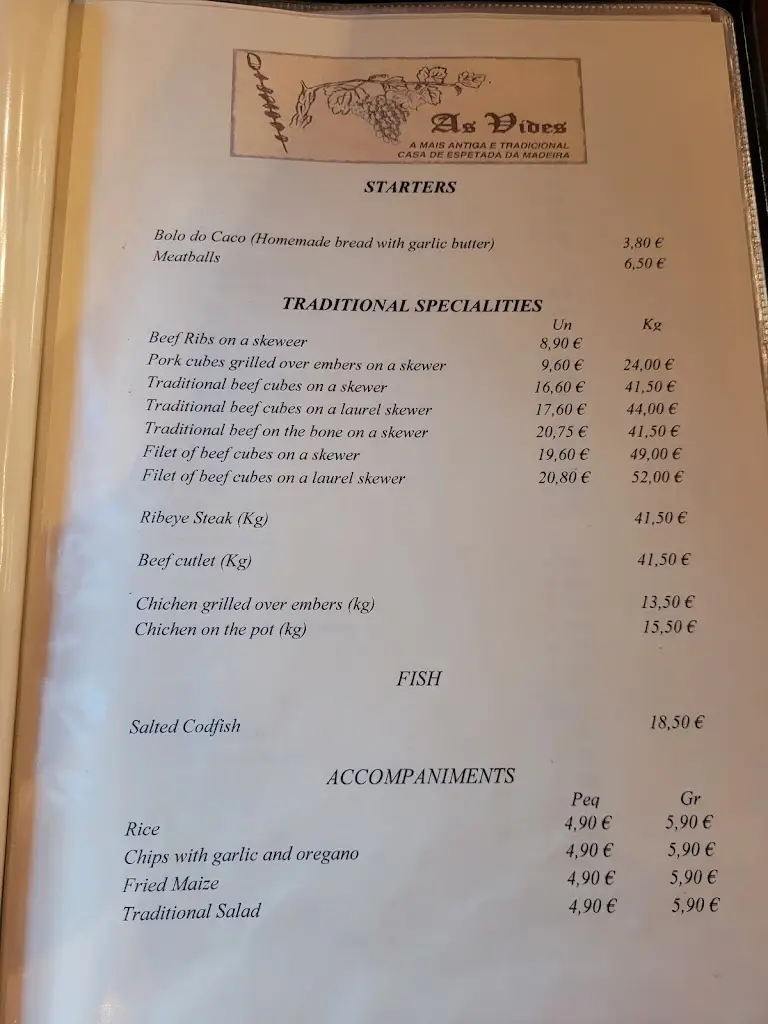 As Vides
A MAIS ANTIGA E TRADICIONAL
CASA DE ESPETADA DA MADEIRA
STARTERS
Bolo do Caco (Homemade bread with garlic butter) 3,80 €
Meatballs 6,50 €
TRADITIONAL SPECIALITIES
Un Kg
Beef Ribs on a skeweer 8,90 €
Pork cubes grilled over embers on a skewer 9,60 € 24,00 €
Traditional beef cubes on a skewer 16,60 € 41,50 €
Traditional beef cubes on a laurel skewer 17,60 € 44,00 €
Traditional beef on the bone on a skewer 20,75 € 41,50 €
Filet of beef cubes on a skewer 19,60 € 49,00 €
Filet of beef cubes on a laurel skewer 20,80 € 52,00 €
Ribeye Steak (Kg) 41,50 €
Beef cutlet (Kg) 41,50 €
Chichen grilled over embers (kg) 13,50 €
Chichen on the pot (kg) 15,50 €
FISH
Salted Codfish 18,50 €
ACCOMPANIMENTS
Peq Gr
Rice 4,90 € 5,90 €
Chips with garlic and oregano 4,90 € 5,90 €
Fried Maize 4,90 € 5,90 €
Traditional Salad 4,90 € 5,90 €